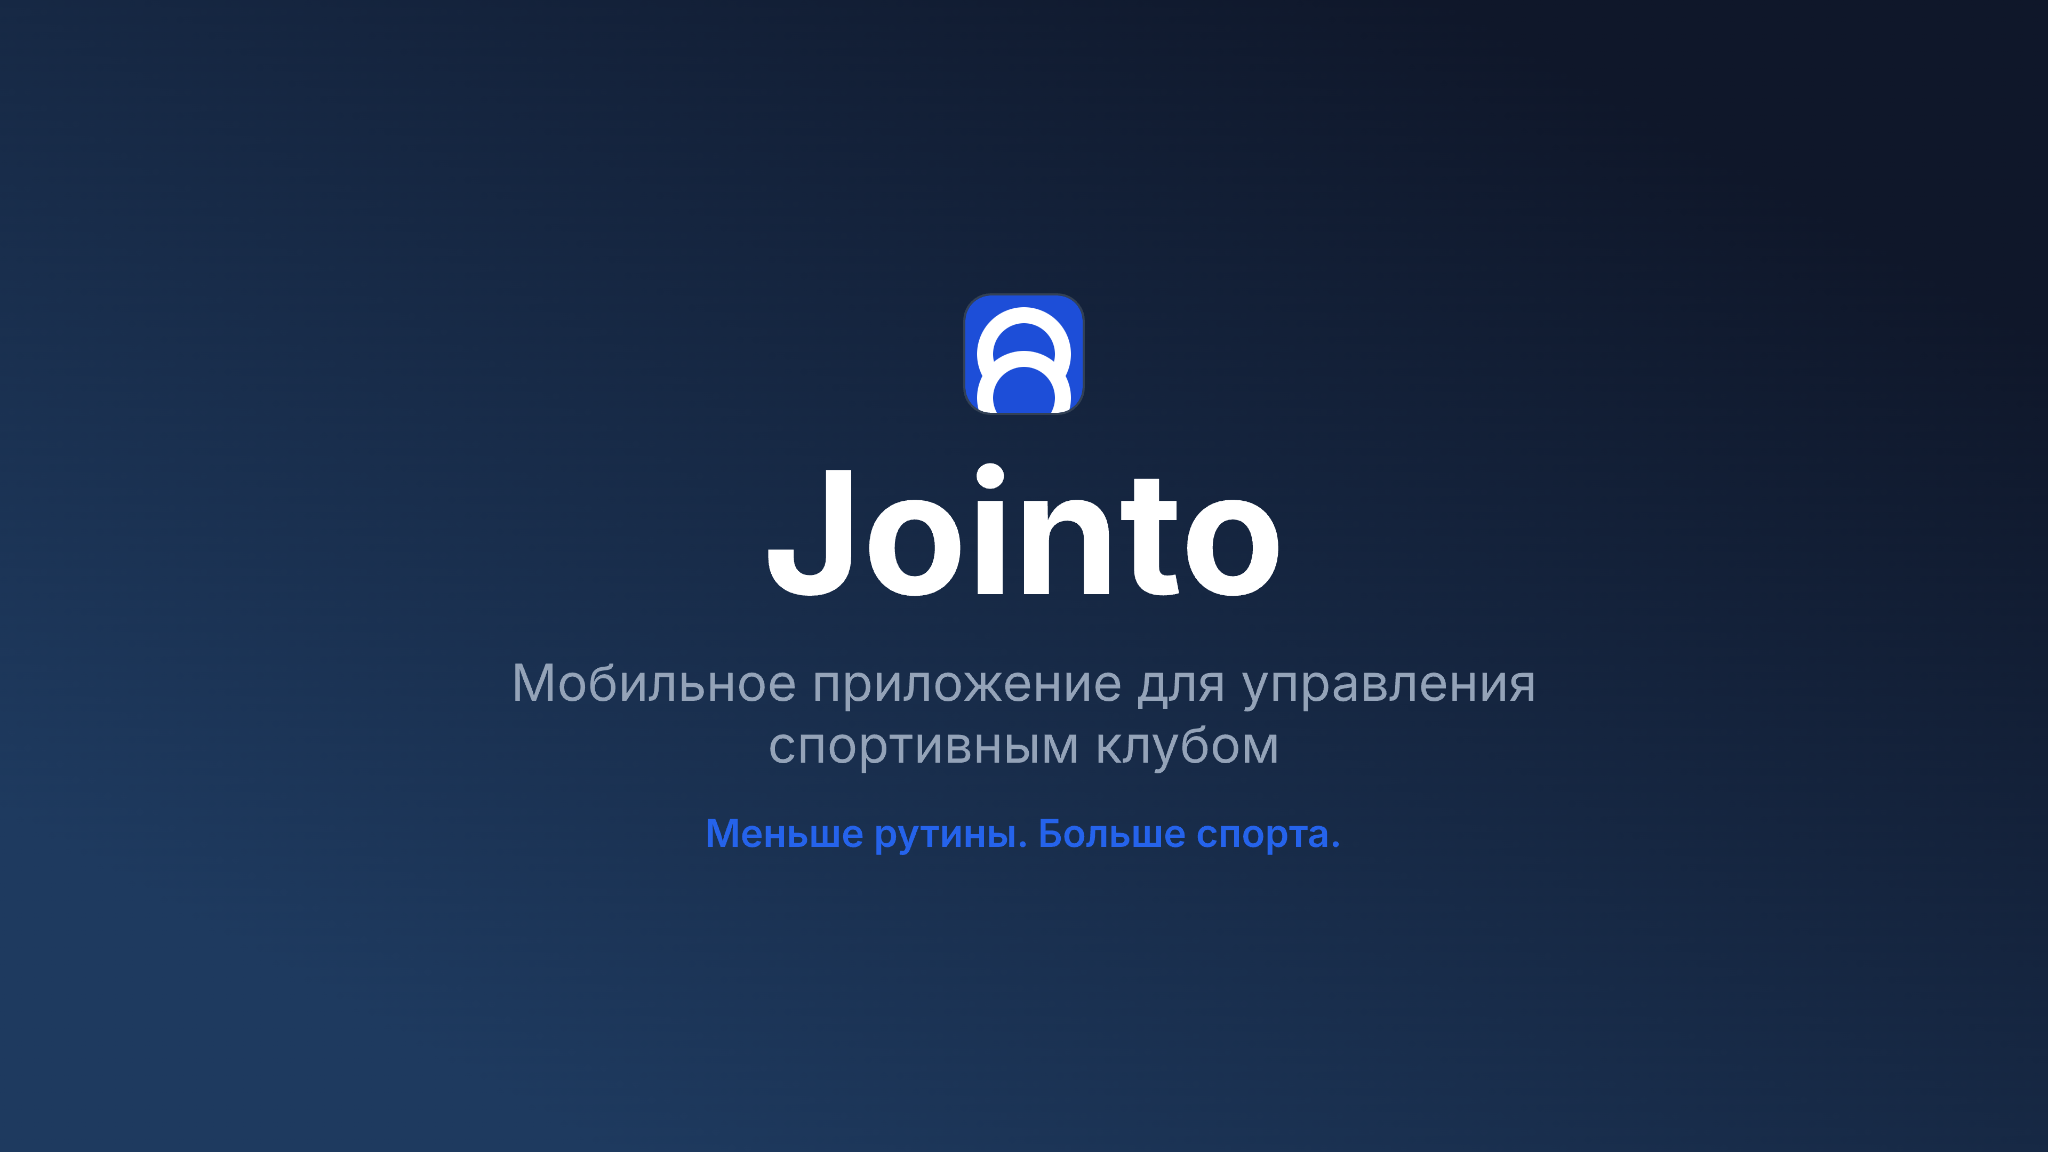 Jointo
Мобильное приложение для управления
спортивным клубом
Меньше рутины. Больше спорта.